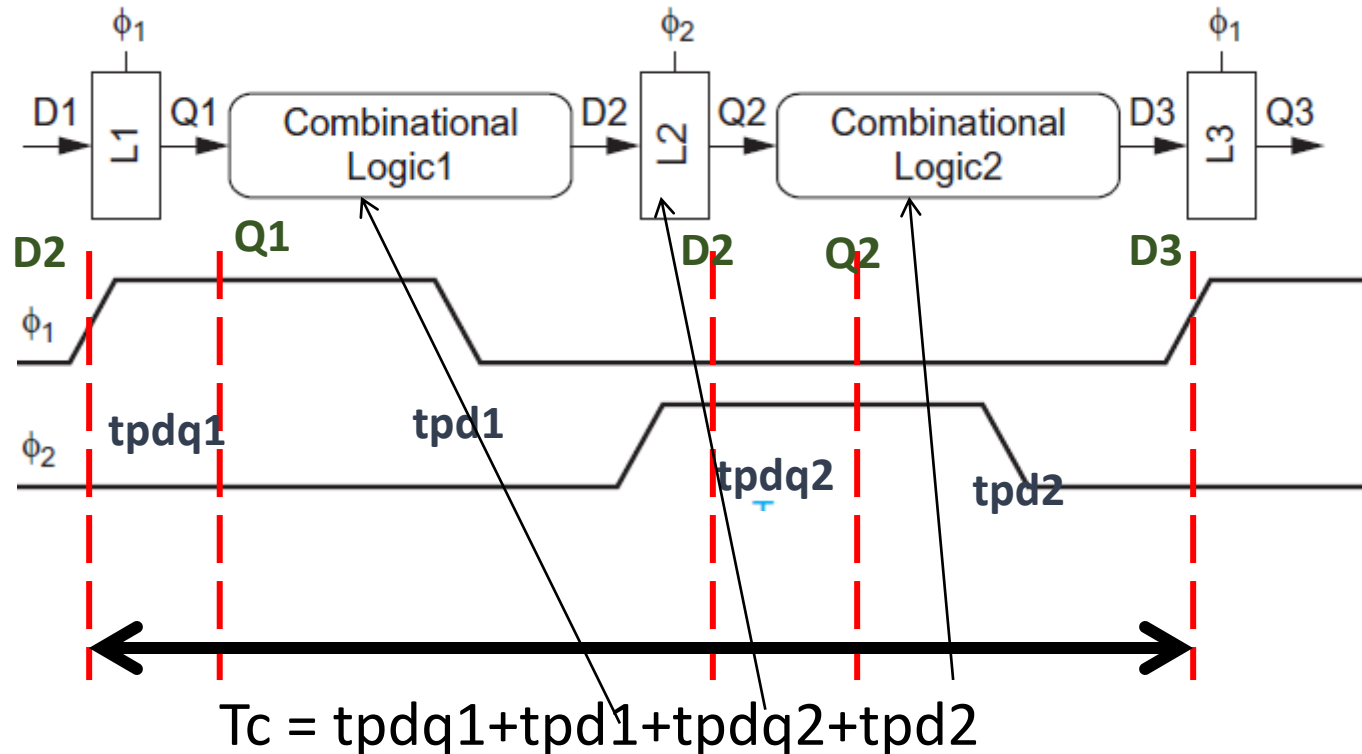 ϕ1 ϕ2 ϕ1
D1 Q1 D2 Q2 D3 Q3
L1
Combinational
Logic1
L2
Combinational
Logic2
L3
D2 Q1 D2 Q2 D3
ϕ1
tpdq1 tpd1
ϕ2
tpdq2 tpd2
T
Tc = tpdq1+tpd1+tpdq2+tpd2